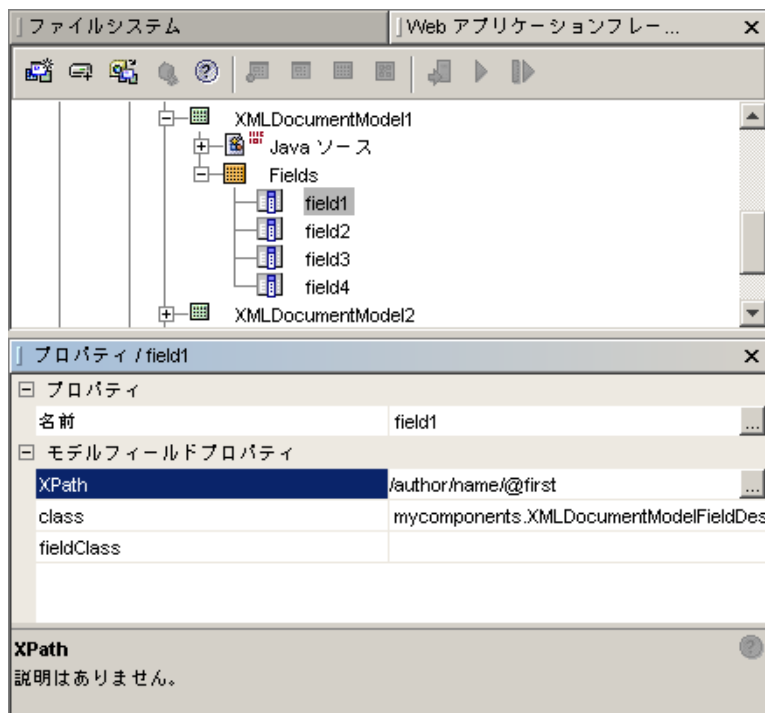 ファイルシステム
Web アプリケーションフレー...
XMLDocumentModel1
Java ソース
Fields
field1
field2
field3
field4
XMLDocumentModel2
プロパティ / field1
プロパティ
名前 field1 ...
モデルフィールドプロパティ
XPath /author/name/@first ...
class mycomponents.XMLDocumentModelFieldDes
fieldClass
XPath
説明はありません。